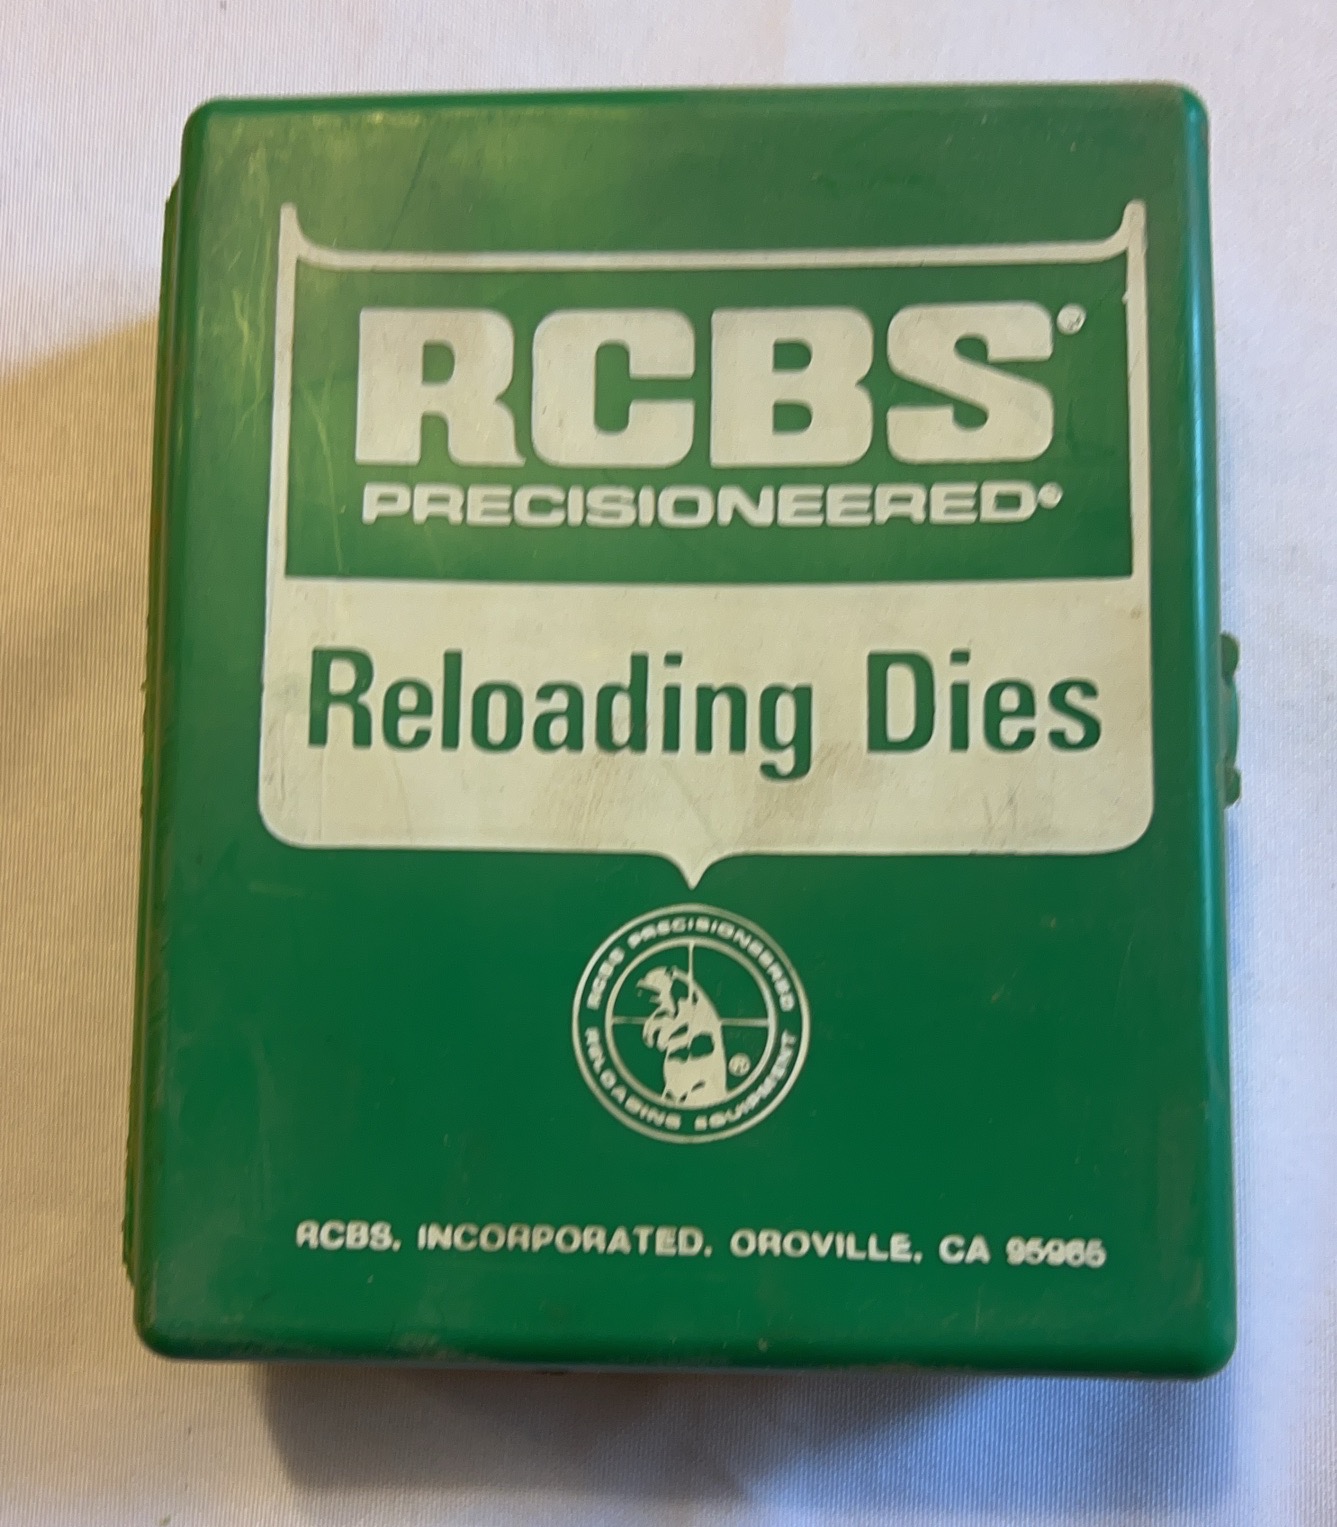 RCBS®
PRECISIONEERED®
Reloading Dies
RCBS PRECISIONEERED
RELOADING EQUIPMENT
®
RCBS, INCORPORATED, OROVILLE, CA 95965